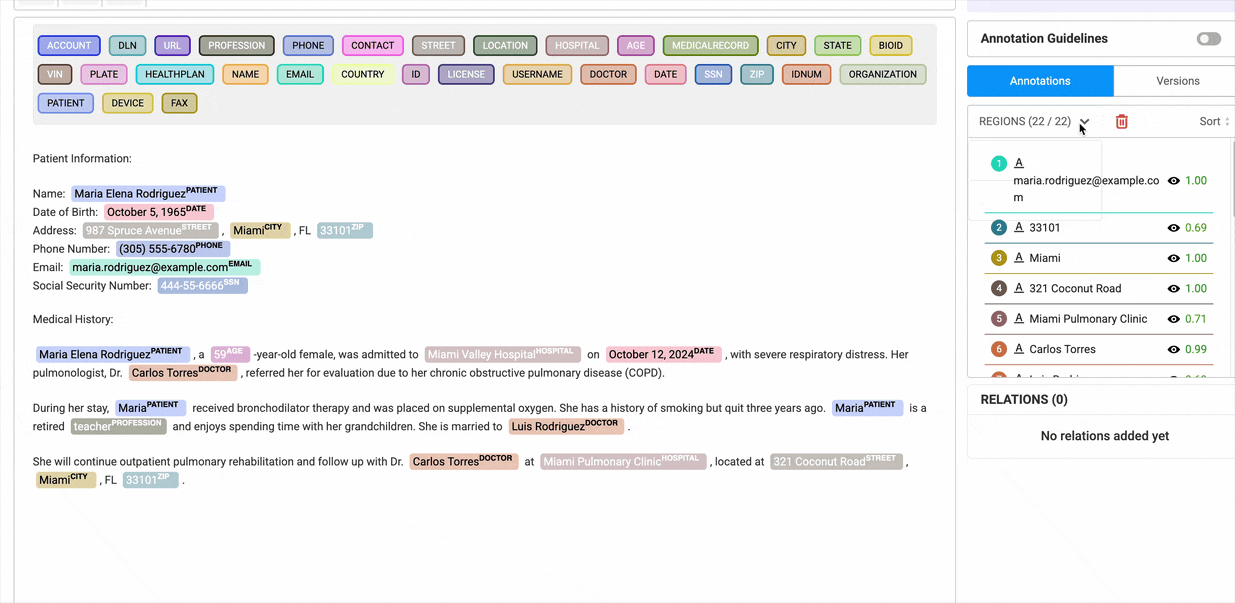 ACCOUNT DLN URL PROFESSION PHONE CONTACT STREET LOCATION HOSPITAL AGE MEDICALRECORD CITY STATE BIOID
VIN PLATE HEALTHPLAN NAME EMAIL COUNTRY ID LICENSE USERNAME DOCTOR DATE SSN ZIP IDNUM ORGANIZATION
PATIENT DEVICE FAX
Patient Information:
Name: Maria Elena Rodriguez PATIENT
Date of Birth: October 5, 1965 DATE
Address: 987 Spruce Avenue STREET , Miami CITY , FL 33101 ZIP
Phone Number: (305) 555-6780 PHONE
Email: maria.rodriguez@example.com EMAIL
Social Security Number: 444-55-6666 SSN
Medical History:
Maria Elena Rodriguez PATIENT , a 59 AGE -year-old female, was admitted to Miami Valley Hospital HOSPITAL on October 12, 2024 DATE , with severe respiratory distress. Her
pulmonologist, Dr. Carlos Torres DOCTOR , referred her for evaluation due to her chronic obstructive pulmonary disease (COPD).
During her stay, Maria PATIENT received bronchodilator therapy and was placed on supplemental oxygen. She has a history of smoking but quit three years ago. Maria PATIENT is a
retired teacher PROFESSION and enjoys spending time with her grandchildren. She is married to Luis Rodriguez DOCTOR .
She will continue outpatient pulmonary rehabilitation and follow up with Dr. Carlos Torres DOCTOR at Miami Pulmonary Clinic HOSPITAL , located at 321 Coconut Road STREET ,
Miami CITY , FL 33101 ZIP .
Annotation Guidelines
Annotations Versions
REGIONS (22 / 22) Sort
1 A
maria.rodriguez@example.co 1.00
m
2 A 33101 0.69
3 A Miami 1.00
4 A 321 Coconut Road 1.00
5 A Miami Pulmonary Clinic 0.71
6 A Carlos Torres 0.99
RELATIONS (0)
No relations added yet